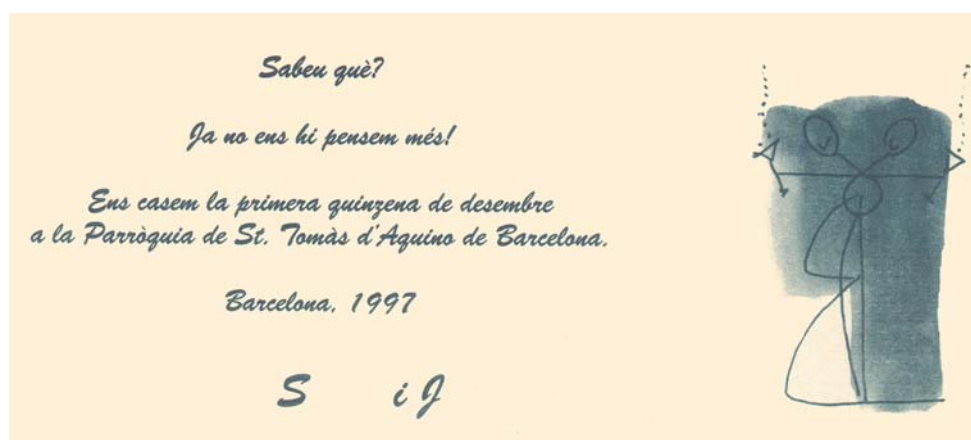 Sabeu què?
Ja no ens hi pensem més!
Ens casem la primera quinzena de desembre
a la Parròquia de St. Tomàs d'Aquino de Barcelona.
Barcelona, 1997
S i J